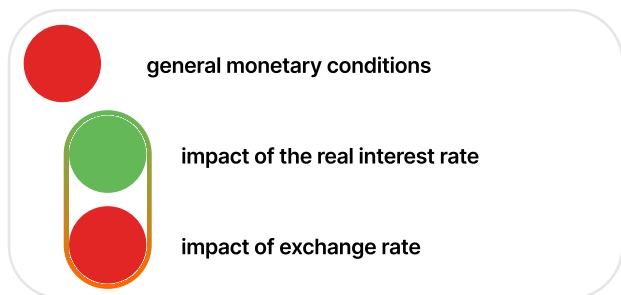 general monetary conditions
impact of the real interest rate
impact of exchange rate